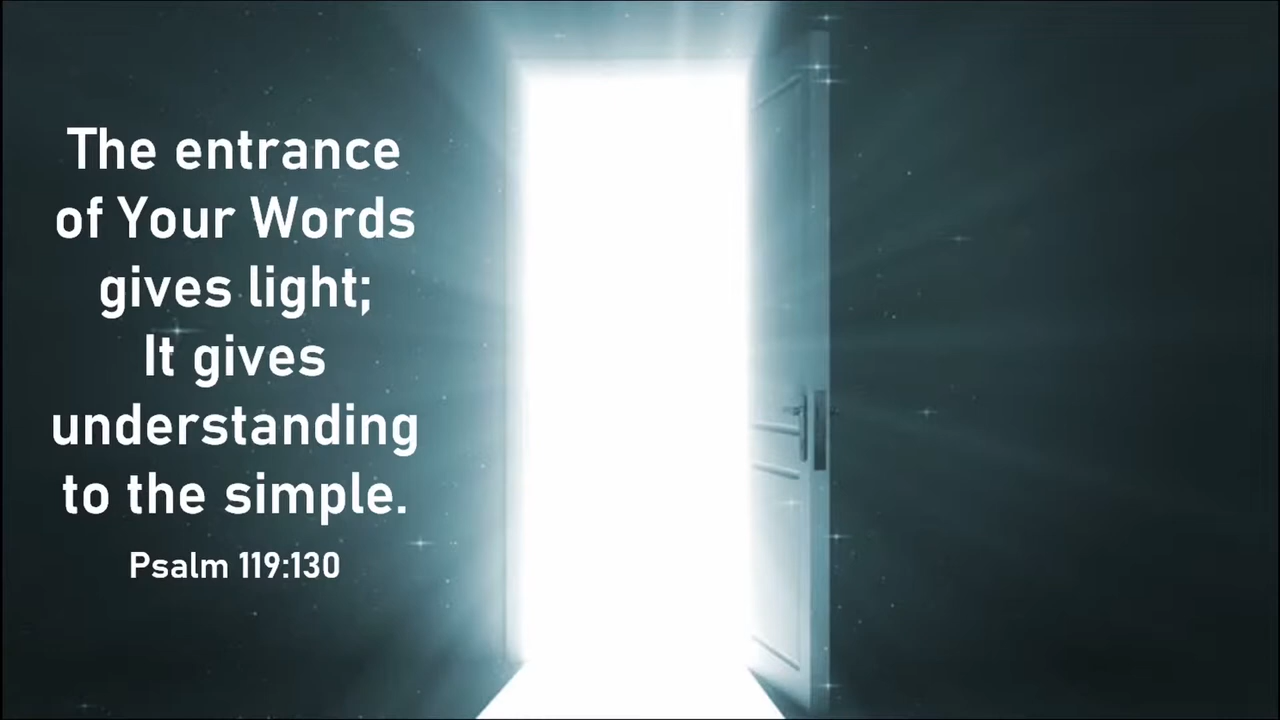 The entrance
of Your Words
gives light;
It gives
understanding
to the simple.
Psalm 119:130